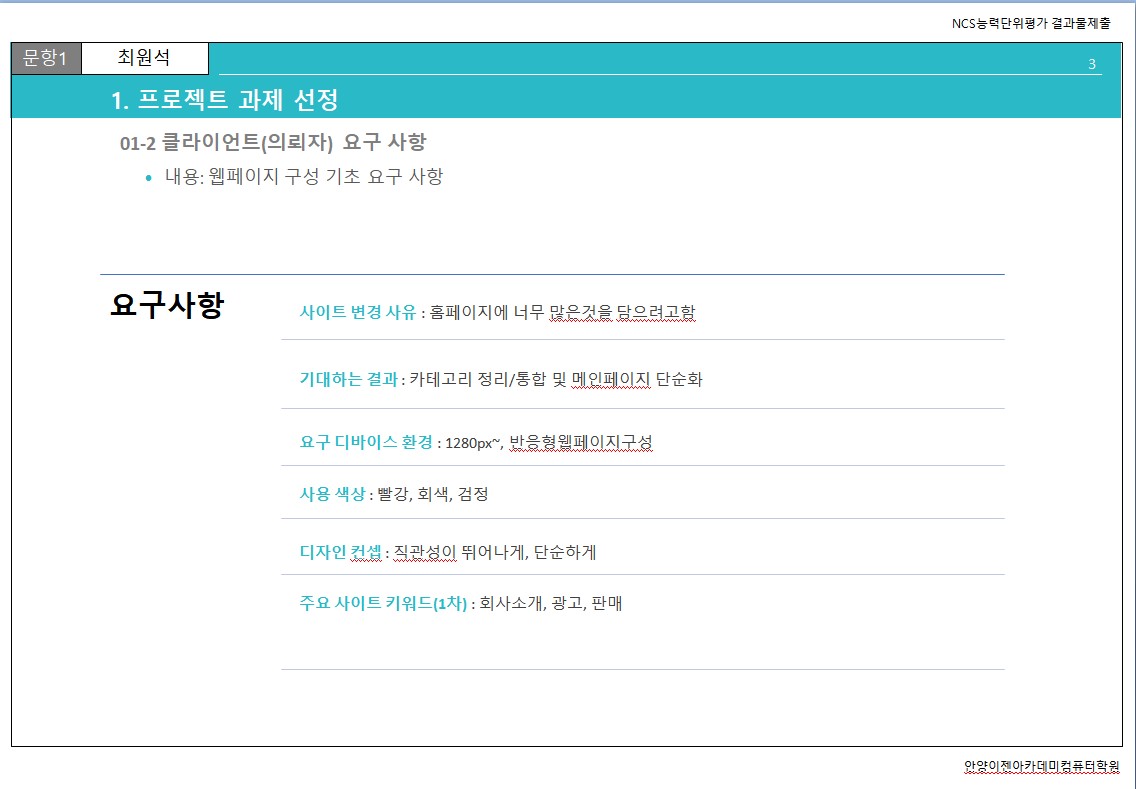 NCS능력단위평가 결과물제출
문항1 최원석
3
1. 프로젝트 과제 선정
01-2 클라이언트(의뢰자) 요구 사항
• 내용: 웹페이지 구성 기초 요구 사항
요구사항
사이트 변경 사유 : 홈페이지에 너무 많은것을 담으려고함
기대하는 결과 : 카테고리 정리/통합 및 메인페이지 단순화
요구 디바이스 환경 : 1280px~, 반응형웹페이지구성
사용 색상 : 빨강, 회색, 검정
디자인 컨셉 : 직관성이 뛰어나게, 단순하게
주요 사이트 키워드(1차) : 회사소개, 광고, 판매
안양이젠아카데미컴퓨터학원